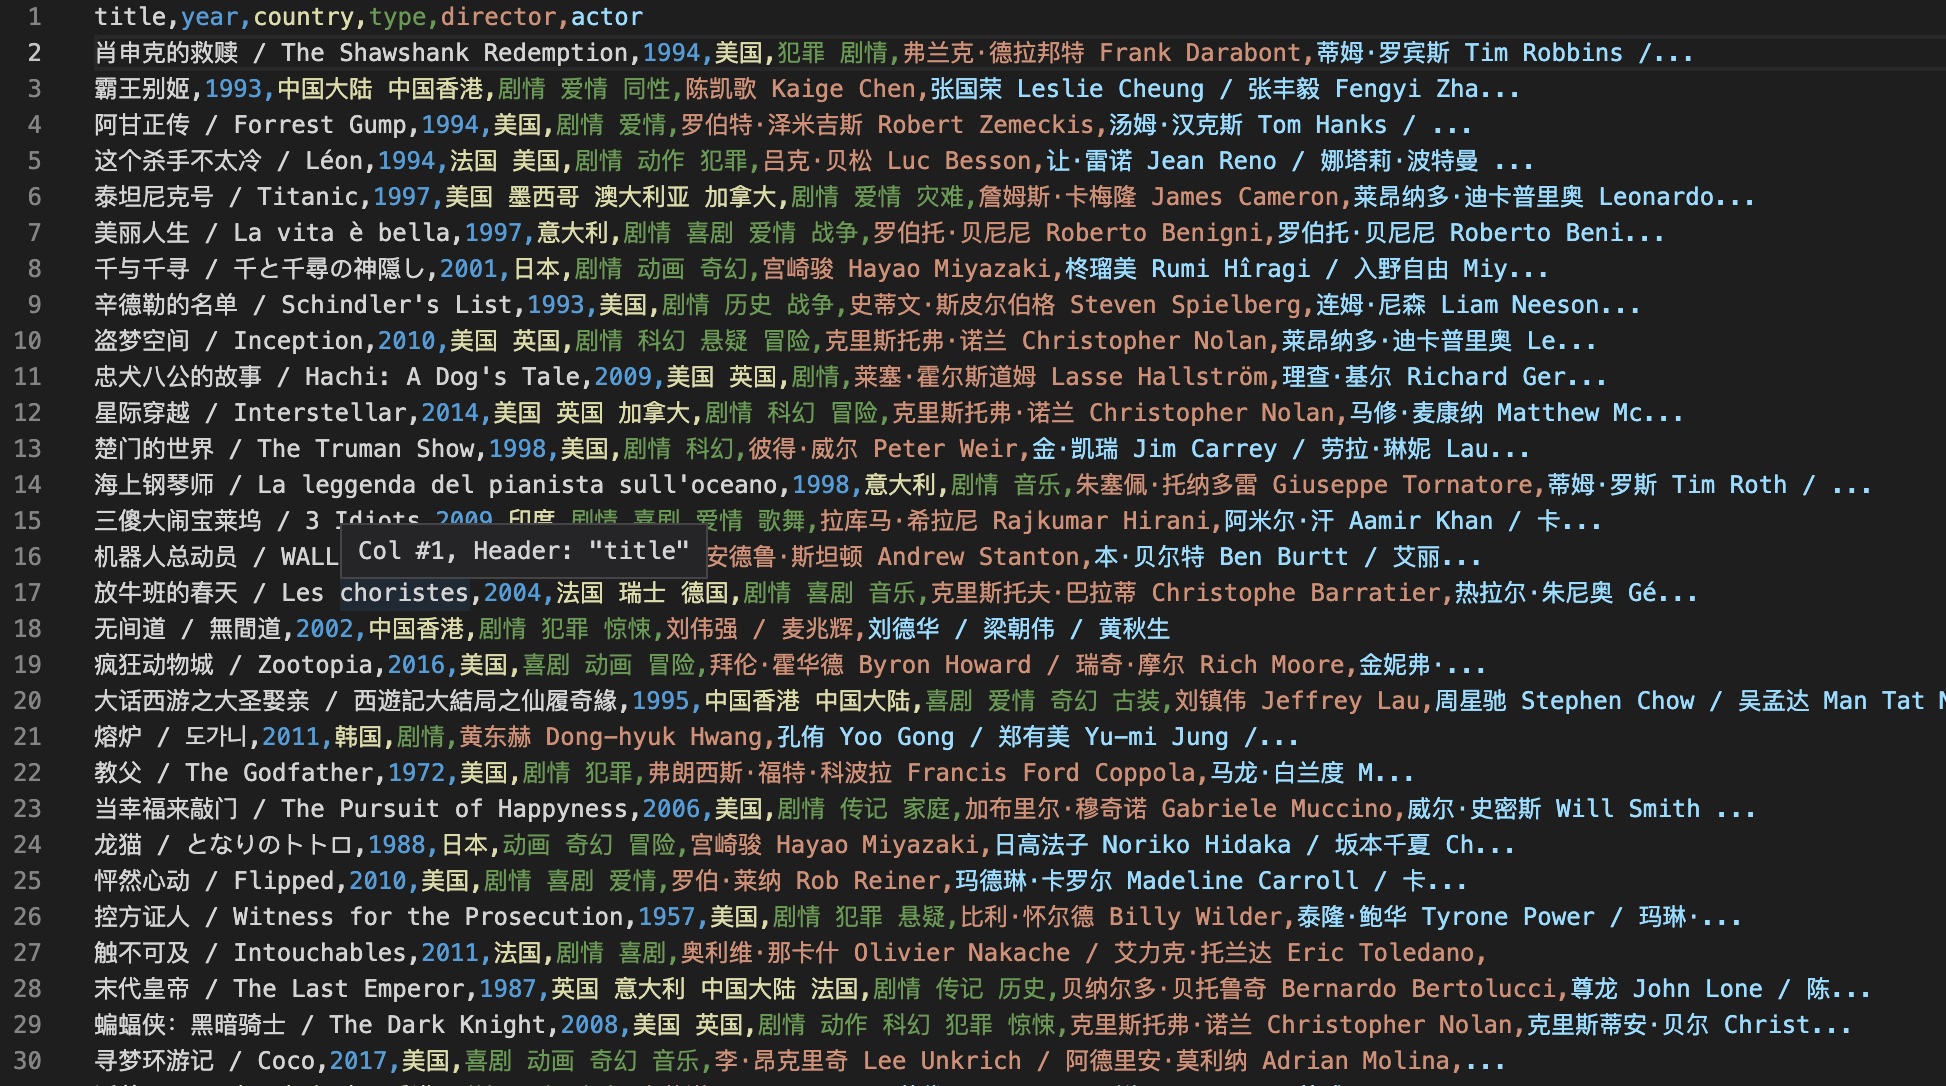 1 title,year,country,type,director,actor
2 肖申克的救赎 / The Shawshank Redemption,1994,美国,犯罪 剧情,弗兰克·德拉邦特 Frank Darabont,蒂姆·罗宾斯 Tim Robbins /...
3 霸王别姬,1993,中国大陆 中国香港,剧情 爱情 同性,陈凯歌 Kaige Chen,张国荣 Leslie Cheung / 张丰毅 Fengyi Zha...
4 阿甘正传 / Forrest Gump,1994,美国,剧情 爱情,罗伯特·泽米吉斯 Robert Zemeckis,汤姆·汉克斯 Tom Hanks / ...
5 这个杀手不太冷 / Léon,1994,法国 美国,剧情 动作 犯罪,吕克·贝松 Luc Besson,让·雷诺 Jean Reno / 娜塔莉·波特曼 ...
6 泰坦尼克号 / Titanic,1997,美国 墨西哥 澳大利亚 加拿大,剧情 爱情 灾难,詹姆斯·卡梅隆 James Cameron,莱昂纳多·迪卡普里奥 Leonardo...
7 美丽人生 / La vita è bella,1997,意大利,剧情 喜剧 爱情 战争,罗伯托·贝尼尼 Roberto Benigni,罗伯托·贝尼尼 Roberto Beni...
8 千与千寻 / 千と千尋の神隠し,2001,日本,剧情 动画 奇幻,宫崎骏 Hayao Miyazaki,柊瑠美 Rumi Hîragi / 入野自由 Miy...
9 辛德勒的名单 / Schindler's List,1993,美国,剧情 历史 战争,史蒂文·斯皮尔伯格 Steven Spielberg,连姆·尼森 Liam Neeson...
10 盗梦空间 / Inception,2010,美国 英国,剧情 科幻 悬疑 冒险,克里斯托弗·诺兰 Christopher Nolan,莱昂纳多·迪卡普里奥 Le...
11 忠犬八公的故事 / Hachi: A Dog's Tale,2009,美国 英国,剧情,莱塞·霍尔斯道姆 Lasse Hallström,理查·基尔 Richard Ger...
12 星际穿越 / Interstellar,2014,美国 英国 加拿大,剧情 科幻 冒险,克里斯托弗·诺兰 Christopher Nolan,马修·麦康纳 Matthew Mc...
13 楚门的世界 / The Truman Show,1998,美国,剧情 科幻,彼得·威尔 Peter Weir,金·凯瑞 Jim Carrey / 劳拉·琳妮 Lau...
14 海上钢琴师 / La leggenda del pianista sull'oceano,1998,意大利,剧情 音乐,朱塞佩·托纳多雷 Giuseppe Tornatore,蒂姆·罗斯 Tim Roth / ...
15 三傻大闹宝莱坞 / 3 Idiots,2009,印度,剧情 喜剧 爱情 歌舞,拉库马·希拉尼 Rajkumar Hirani,阿米尔·汗 Aamir Khan / 卡...
Col #1, Header: "title"
16 机器人总动员 / WALL 安德鲁·斯坦顿 Andrew Stanton,本·贝尔特 Ben Burtt / 艾丽...
17 放牛班的春天 / Les choristes,2004,法国 瑞士 德国,剧情 喜剧 音乐,克里斯托夫·巴拉蒂 Christophe Barratier,热拉尔·朱尼奥 Gé...
18 无间道 / 無間道,2002,中国香港,剧情 犯罪 惊悚,刘伟强 / 麦兆辉,刘德华 / 梁朝伟 / 黄秋生
19 疯狂动物城 / Zootopia,2016,美国,喜剧 动画 冒险,拜伦·霍华德 Byron Howard / 瑞奇·摩尔 Rich Moore,金妮弗·...
20 大话西游之大圣娶亲 / 西遊記大結局之仙履奇緣,1995,中国香港 中国大陆,喜剧 爱情 奇幻 古装,刘镇伟 Jeffrey Lau,周星驰 Stephen Chow / 吴孟达 Man Tat
21 熔炉 / 도가니,2011,韩国,剧情,黄东赫 Dong-hyuk Hwang,孔侑 Yoo Gong / 郑有美 Yu-mi Jung /...
22 教父 / The Godfather,1972,美国,剧情 犯罪,弗朗西斯·福特·科波拉 Francis Ford Coppola,马龙·白兰度 M...
23 当幸福来敲门 / The Pursuit of Happyness,2006,美国,剧情 传记 家庭,加布里尔·穆奇诺 Gabriele Muccino,威尔·史密斯 Will Smith ...
24 龙猫 / となりのトトロ,1988,日本,动画 奇幻 冒险,宫崎骏 Hayao Miyazaki,日高法子 Noriko Hidaka / 坂本千夏 Ch...
25 怦然心动 / Flipped,2010,美国,剧情 喜剧 爱情,罗伯·莱纳 Rob Reiner,玛德琳·卡罗尔 Madeline Carroll / 卡...
26 控方证人 / Witness for the Prosecution,1957,美国,剧情 犯罪 悬疑,比利·怀尔德 Billy Wilder,泰隆·鲍华 Tyrone Power / 玛琳·...
27 触不可及 / Intouchables,2011,法国,剧情 喜剧,奥利维·那卡什 Olivier Nakache / 艾力克·托兰达 Eric Toledano,
28 末代皇帝 / The Last Emperor,1987,英国 意大利 中国大陆 法国,剧情 传记 历史,贝纳尔多·贝托鲁奇 Bernardo Bertolucci,尊龙 John Lone / 陈...
29 蝙蝠侠：黑暗骑士 / The Dark Knight,2008,美国 英国,剧情 动作 科幻 犯罪 惊悚,克里斯托弗·诺兰 Christopher Nolan,克里斯蒂安·贝尔 Christ...
30 寻梦环游记 / Coco,2017,美国,喜剧 动画 奇幻 音乐,李·昂克里奇 Lee Unkrich / 阿德里安·莫利纳 Adrian Molina,...